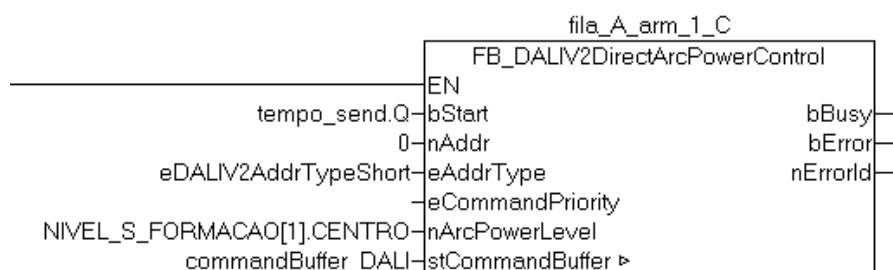 fila_A_arm_1_C
FB_DALIV2DirectArcPowerControl
EN
tempo_send.Q bStart bBusy
0 nAddr bError
eDALIV2AddrTypeShort eAddrType nErrorId
eCommandPriority
NIVEL_S_FORMACAO[1].CENTRO nArcPowerLevel
commandBuffer_DALI stCommandBuffer ▹